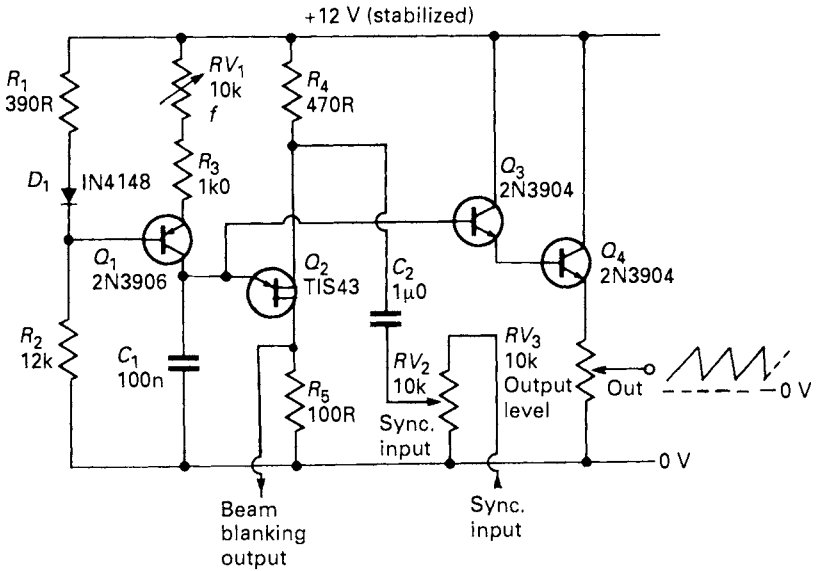 +12 V (stabilized)
R1
390R
RV1
10k
f
R4
470R
D1
IN4148
R3
1k0
Q3
2N3904
Q1
2N3906
Q2
TIS43
C2
1μ0
Q4
2N3904
R2
12k
C1
100n
R5
100R
RV2
10k
Sync.
input
RV3
10k
Output
level
Out
0 V
0 V
Beam
blanking
output
Sync.
input